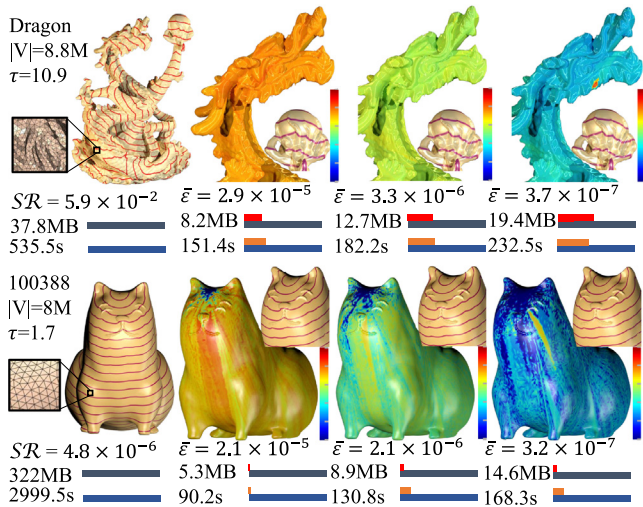 Dragon
|V|=8.8M
τ=10.9
SR = 5.9 × 10⁻²
ε̄ = 2.9 × 10⁻⁵
ε̄ = 3.3 × 10⁻⁶
ε̄ = 3.7 × 10⁻⁷
37.8MB
8.2MB
12.7MB
19.4MB
535.5s
151.4s
182.2s
232.5s
100388
|V|=8M
τ=1.7
SR = 4.8 × 10⁻⁶
ε̄ = 2.1 × 10⁻⁵
ε̄ = 2.1 × 10⁻⁶
ε̄ = 3.2 × 10⁻⁷
322MB
5.3MB
8.9MB
14.6MB
2999.5s
90.2s
130.8s
168.3s